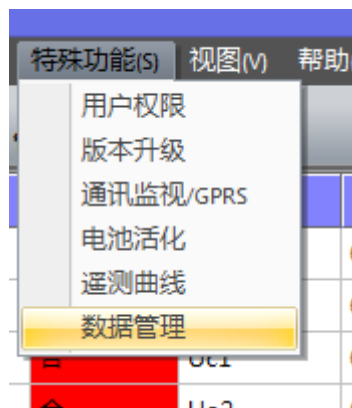 特殊功能(S) 视图(V) 帮助
用户权限
版本升级
通讯监视/GPRS
电池活化
遥测曲线
数据管理
Uc1